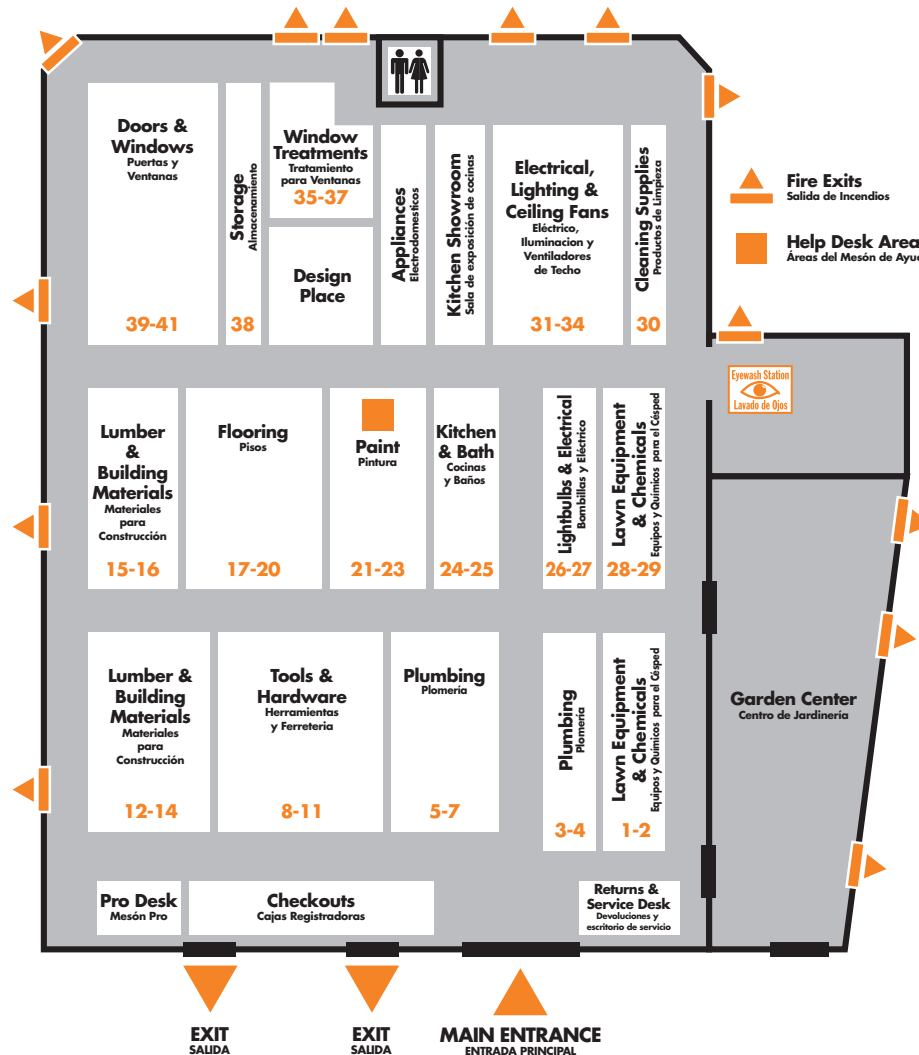 Doors &
Windows
Puertas y
Ventanas
39-41
Storage
Almacenamiento
38
Window
Treatments
Tratamiento
para Ventanas
35-37
Design
Place
Appliances
Electrodomesticos
Kitchen Showroom
Sala de exposición de cocinas
Electrical,
Lighting &
Ceiling Fans
Eléctrico,
Iluminacion y
Ventiladores
de Techo
31-34
Cleaning Supplies
Productos de Limpieza
30
Fire Exits
Salida de Incendios
Help Desk Area
Áreas del Mesón de Ayu
Eyewash Station
Lavado de Ojos
Lumber
&
Building
Materials
Materiales
para
Construcción
15-16
Flooring
Pisos
17-20
Paint
Pintura
21-23
Kitchen
& Bath
Cocinas
y Baños
24-25
Lightbulbs & Electrical
Bambillas y Eléctrico
26-27
Lawn Equipment
& Chemicals
Equipos y Químicos para el Césped
28-29
Lumber &
Building
Materials
Materiales
para
Construcción
12-14
Tools &
Hardware
Herramientas
y Ferreteria
8-11
Plumbing
Plomería
5-7
Plumbing
Plomería
3-4
Lawn Equipment
& Chemicals
Equipos y Químicos para el Césped
1-2
Garden Center
Centro de Jardinería
Pro Desk
Mesón Pro
Checkouts
Cajas Registradoras
Returns &
Service Desk
Devoluciones y
escritorio de servicio
EXIT
SALIDA
EXIT
SALIDA
MAIN ENTRANCE
ENTRADA PRINCIPAL